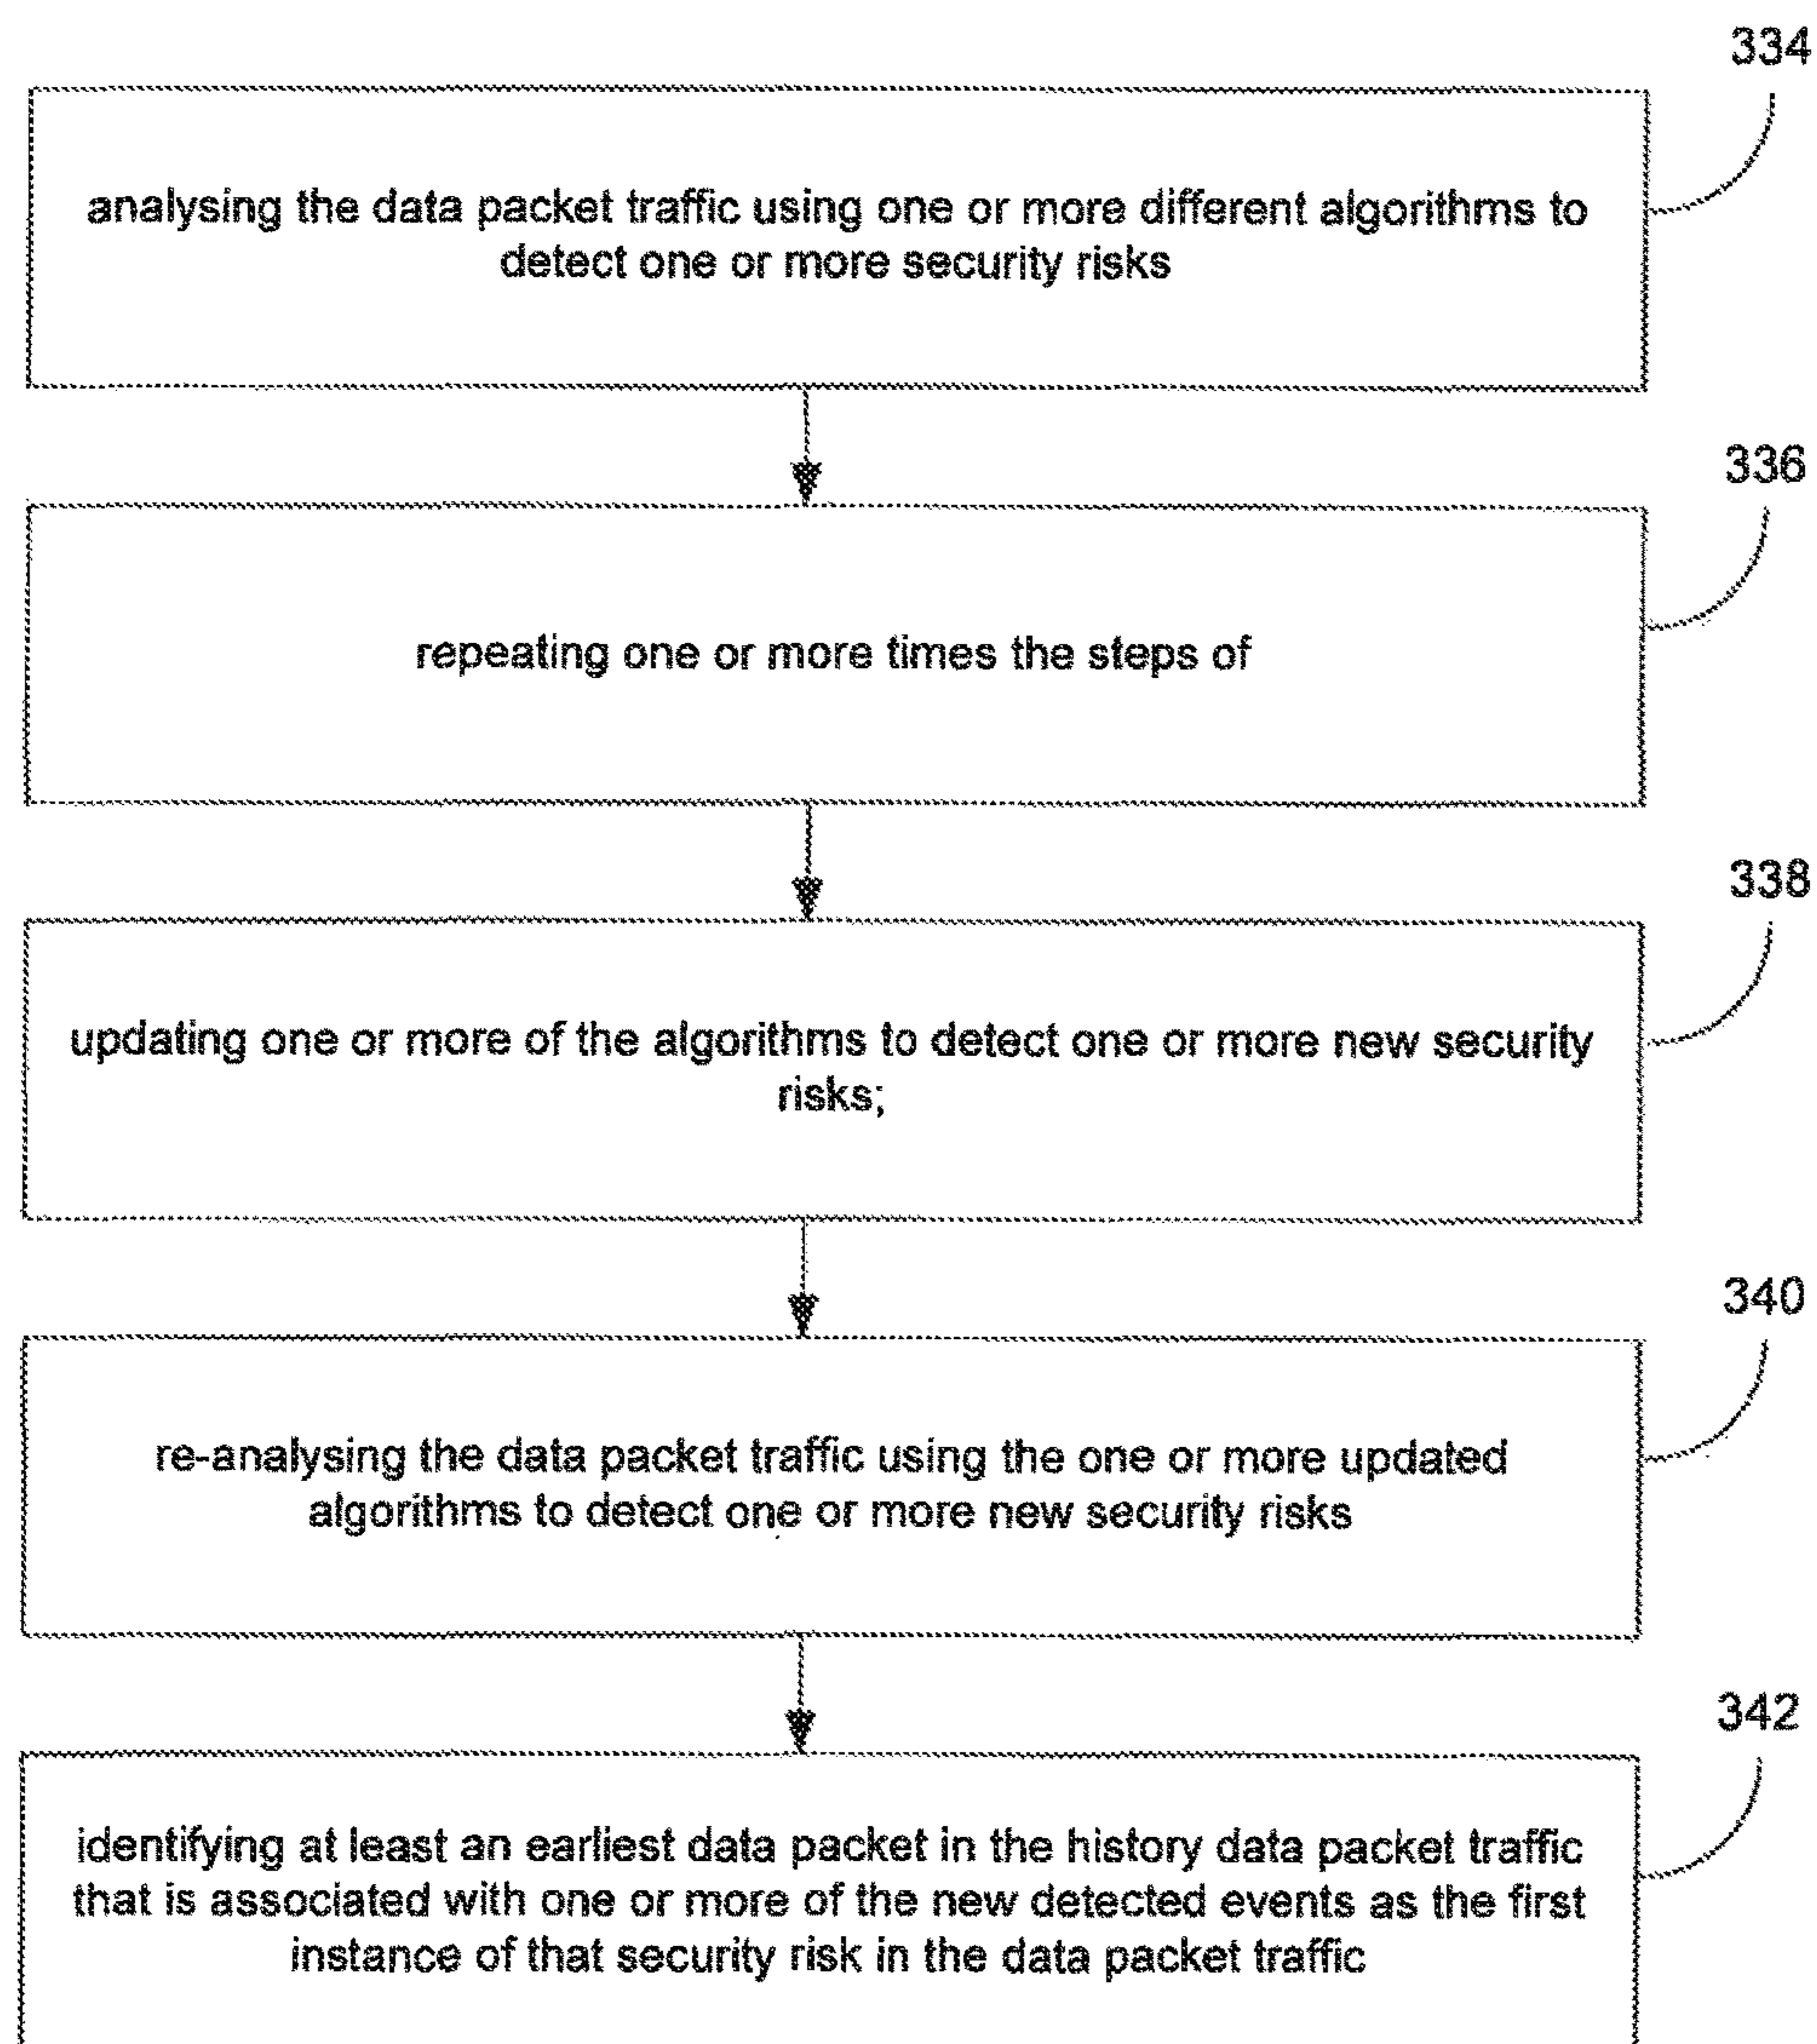 334
analysing the data packet traffic using one or more different algorithms to
detect one or more security risks
336
repeating one or more times the steps of
338
updating one or more of the algorithms to detect one or more new security
risks;
340
re-analysing the data packet traffic using the one or more updated
algorithms to detect one or more new security risks
342
identifying at least an earliest data packet in the history data packet traffic
that is associated with one or more of the new detected events as the first
instance of that security risk in the data packet traffic